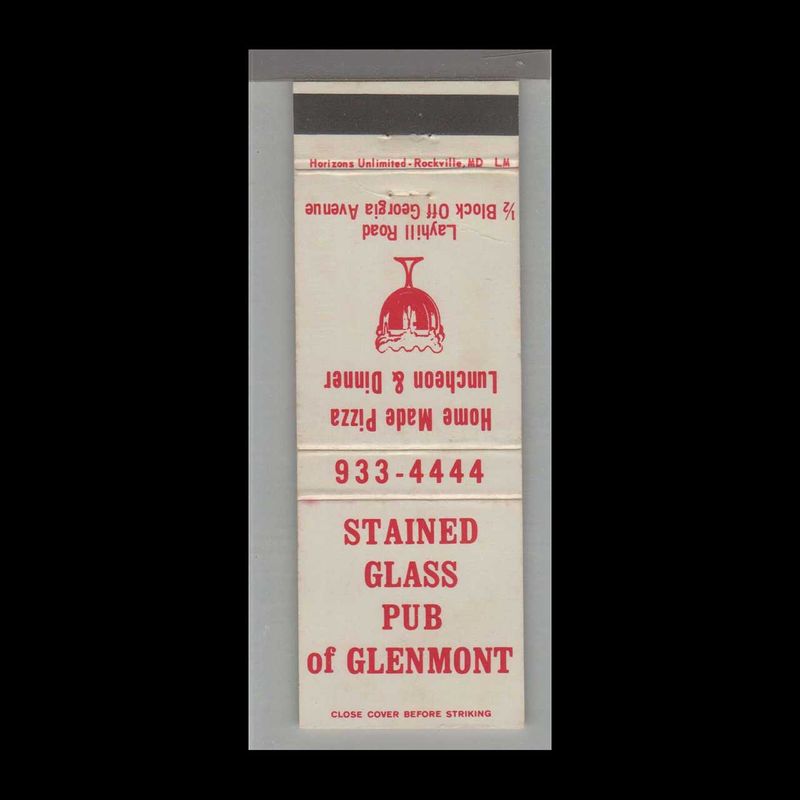 Horizons Unlimited - Rockville, MD LM
Home Made Pizza
Luncheon & Dinner
Layhill Road
½ Block Off Georgia Avenue
933-4444
STAINED
GLASS
PUB
of GLENMONT
CLOSE COVER BEFORE STRIKING